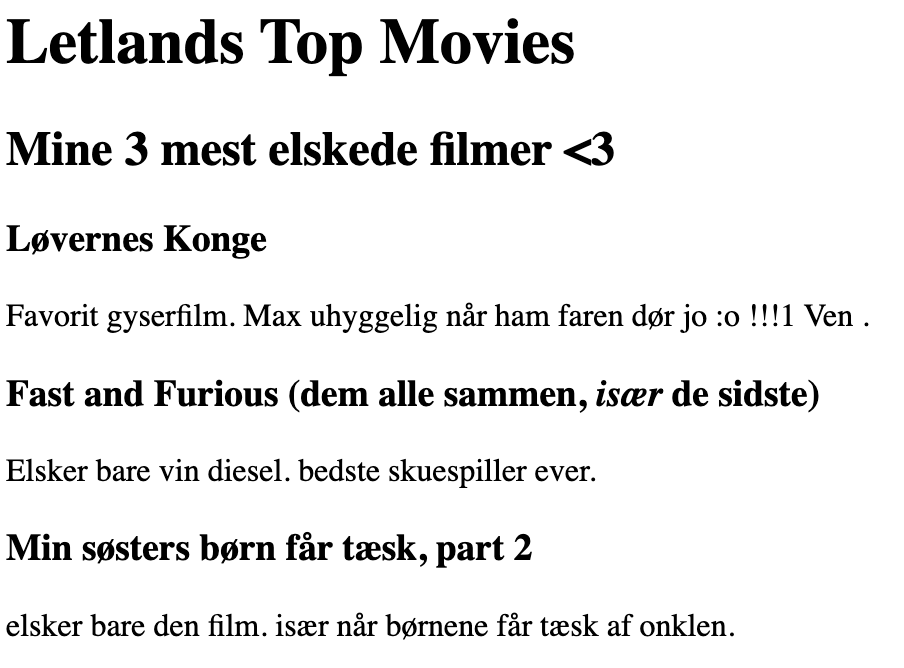 Letlands Top Movies
Mine 3 mest elskede filmer <3
Løvernes Konge
Favorit gyserfilm. Max uhyggelig når ham faren dør jo :o !!!1 Ven .
Fast and Furious (dem alle sammen, især de sidste)
Elsker bare vin diesel. bedste skuespiller ever.
Min søsters børn får tæsk, part 2
elsker bare den film. især når børnene får tæsk af onklen.